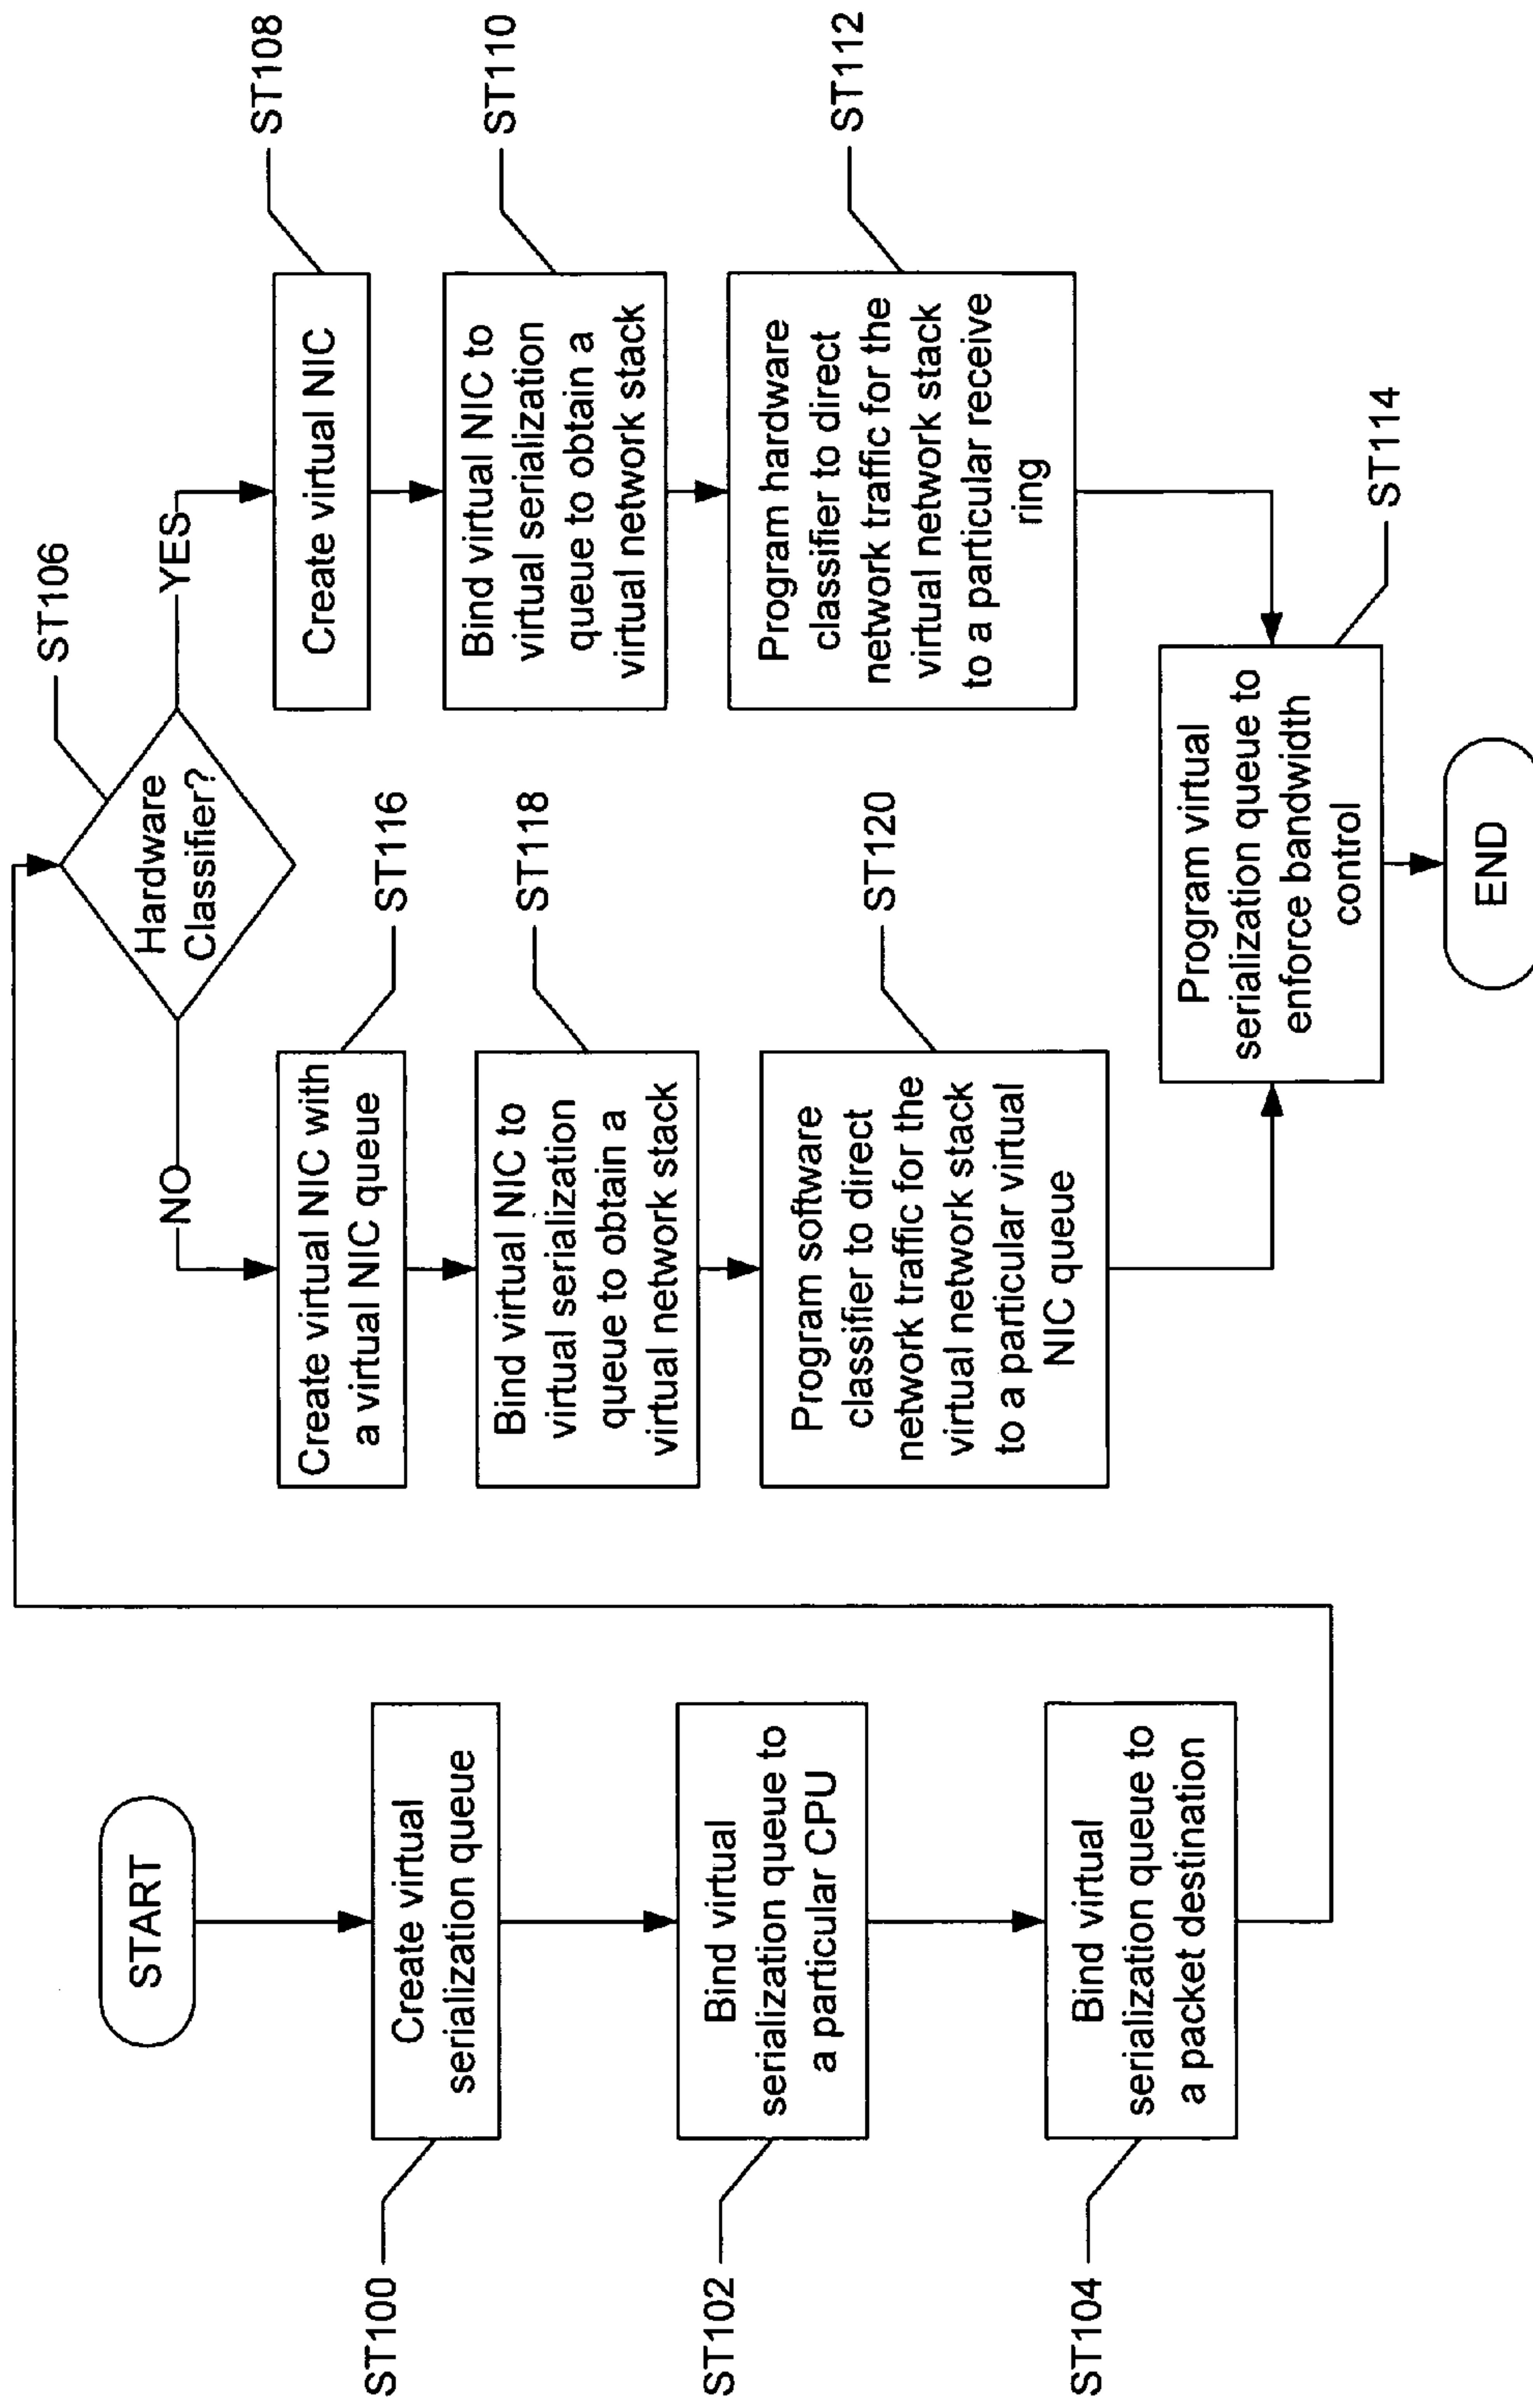 START
Create virtual
serialization queue
ST100
Bind virtual
serialization queue to
a particular CPU
ST102
Bind virtual
serialization queue to
a packet destination
ST104
Hardware
Classifier?
ST106
NO
YES
Create virtual NIC with
a virtual NIC queue
ST116
Bind virtual NIC to
virtual serialization
queue to obtain a
virtual network stack
ST118
Program software
classifier to direct
network traffic for the
virtual network stack
to a particular virtual
NIC queue
ST120
Create virtual NIC
ST108
Bind virtual NIC to
virtual serialization
queue to obtain a
virtual network stack
ST110
Program hardware
classifier to direct
network traffic for the
virtual network stack
to a particular receive
ring
ST112
Program virtual
serialization queue to
enforce bandwidth
control
ST114
END